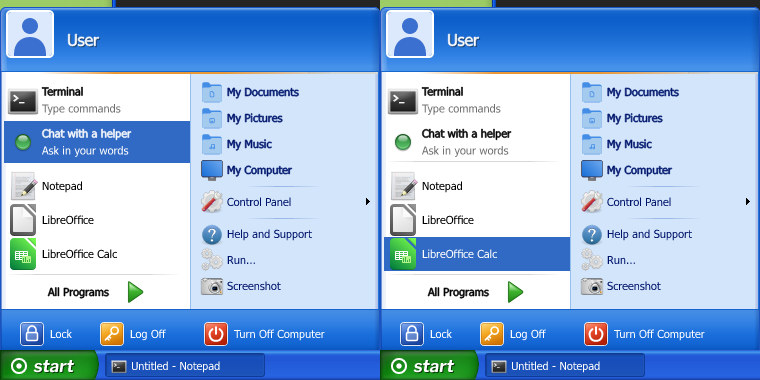 User
Terminal
Type commands
Chat with a helper
Ask in your words
Notepad
LibreOffice
LibreOffice Calc
All Programs
My Documents
My Pictures
My Music
My Computer
Control Panel
Help and Support
Run...
Screenshot
Lock
Log Off
Turn Off Computer
start
Untitled - Notepad
User
Terminal
Type commands
Chat with a helper
Ask in your words
Notepad
LibreOffice
LibreOffice Calc
All Programs
My Documents
My Pictures
My Music
My Computer
Control Panel
Help and Support
Run...
Screenshot
Lock
Log Off
Turn Off Computer
start
Untitled - Notepad